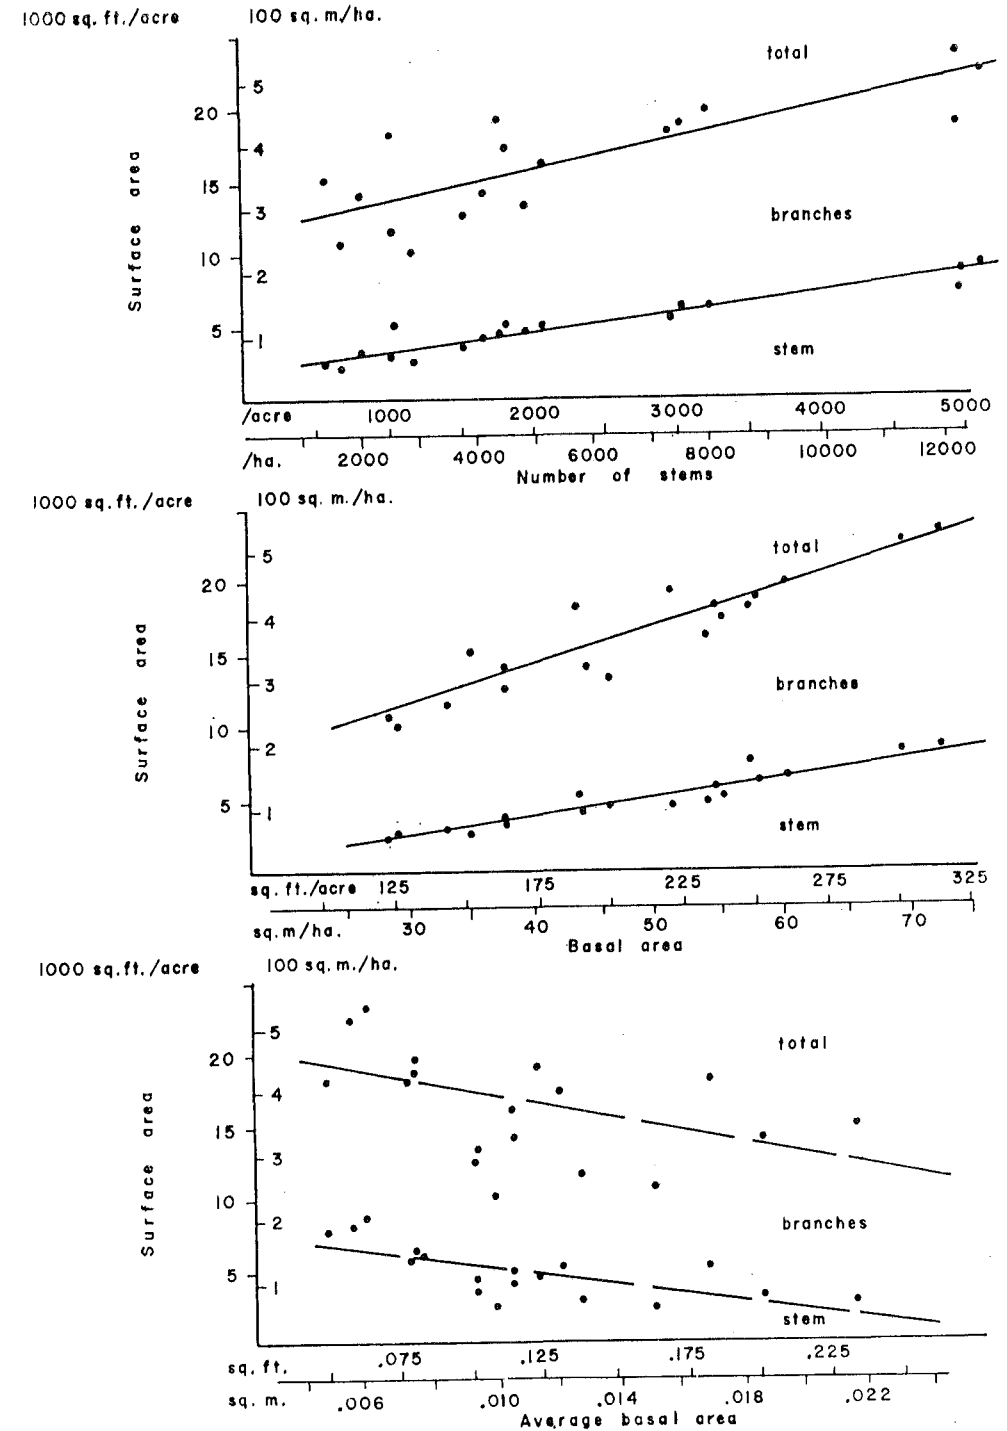 1000 sq. ft./acre 100 sq. m./ha.
total
5
20
4
15
3
branches
10
2
5
1
stem
Surface area
/acre 1000 2000 3000 4000 5000
/ha. 2000 4000 6000 8000 10000 12000
Number of stems
1000 sq. ft./acre 100 sq. m./ha.
total
5
20
4
15
3
branches
10
2
5
1
stem
Surface area
sq. ft./acre 125 175 225 275 325
sq.m/ha. 30 40 50 60 70
Basal area
1000 sq. ft./acre 100 sq. m./ha.
5
total
20
4
15
3
10
2
branches
5
1
stem
Surface area
sq. ft. .075 .125 .175 .225
sq. m. .006 .010 .014 .018 .022
Average basal area